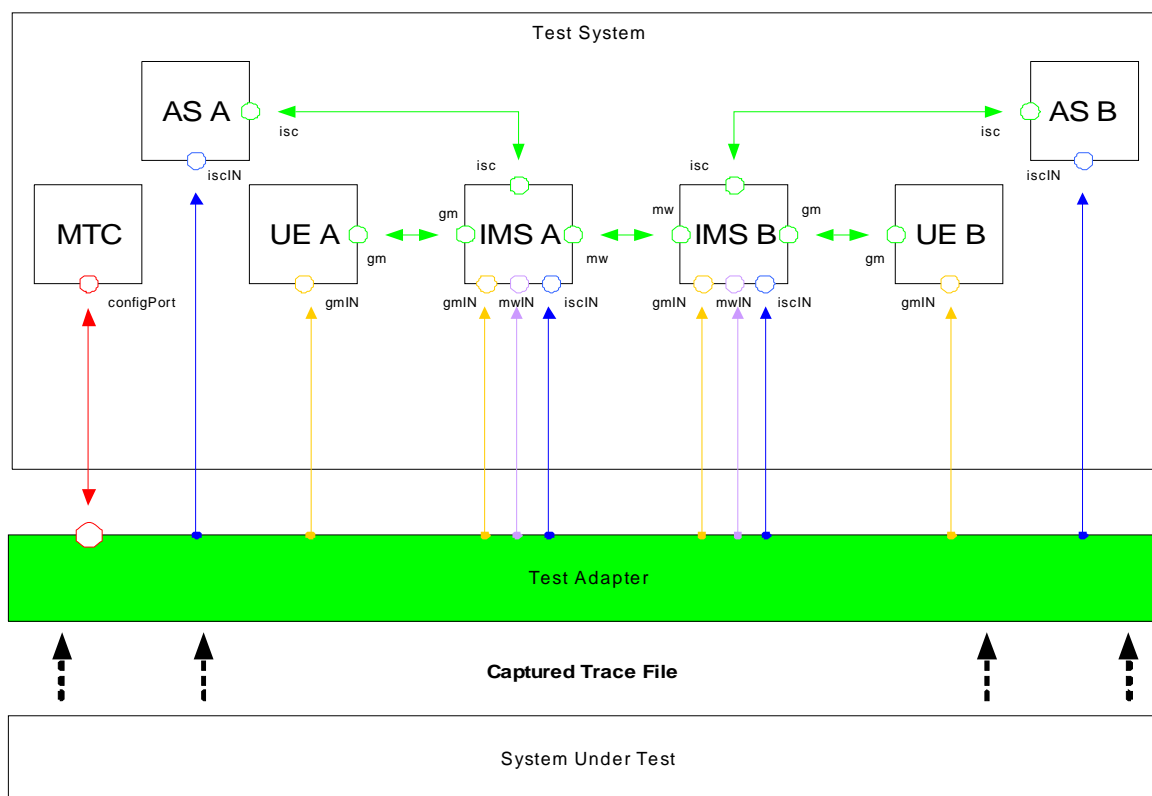 Test System
AS A
AS B
isc
isc
iscIN
isc
isc
iscIN
MTC
UE A
gm
IMS A
mw
IMS B
gm
UE B
gm
mw
gm
configPort
gmIN
gmIN
mwIN
iscIN
gmIN
mwIN
iscIN
gmIN
Test Adapter
Captured Trace File
System Under Test